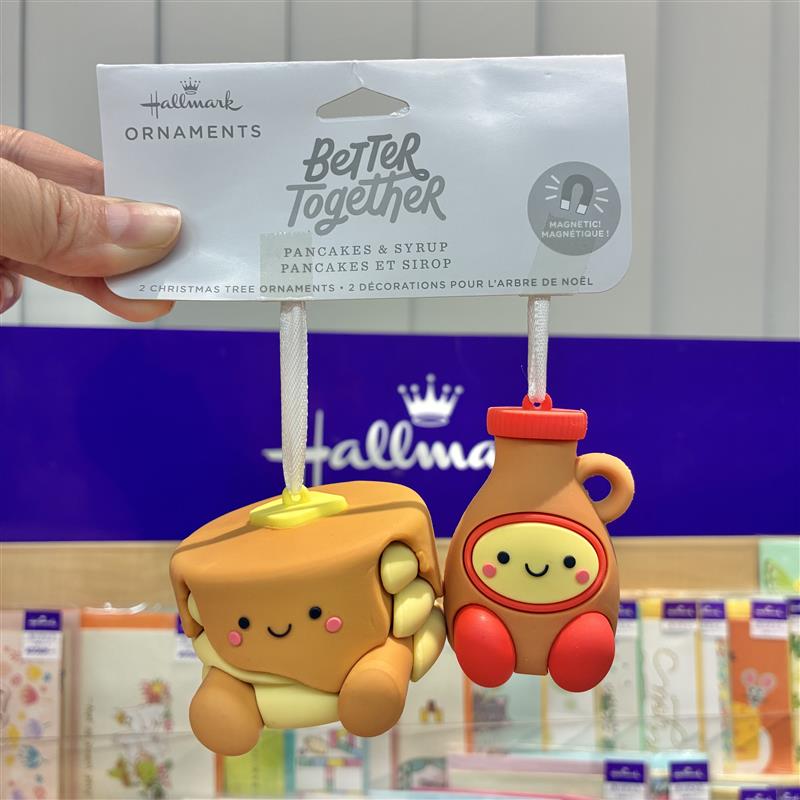 Hallmark
ORNAMENTS
BETTER
TogeTHER
MAGNETIC!
MAGNÉTIQUE!
PANCAKES & SYRUP
PANCAKES ET SIROP
2 CHRISTMAS TREE ORNAMENTS • 2 DÉCORATIONS POUR L'ARBRE DE NOËL
Hallma